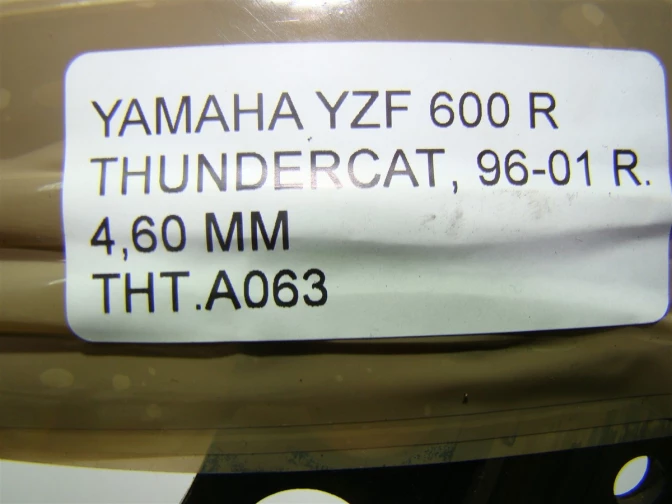 YAMAHA YZF 600 R
THUNDERCAT, 96-01 R.
4,60 MM
THT.A063